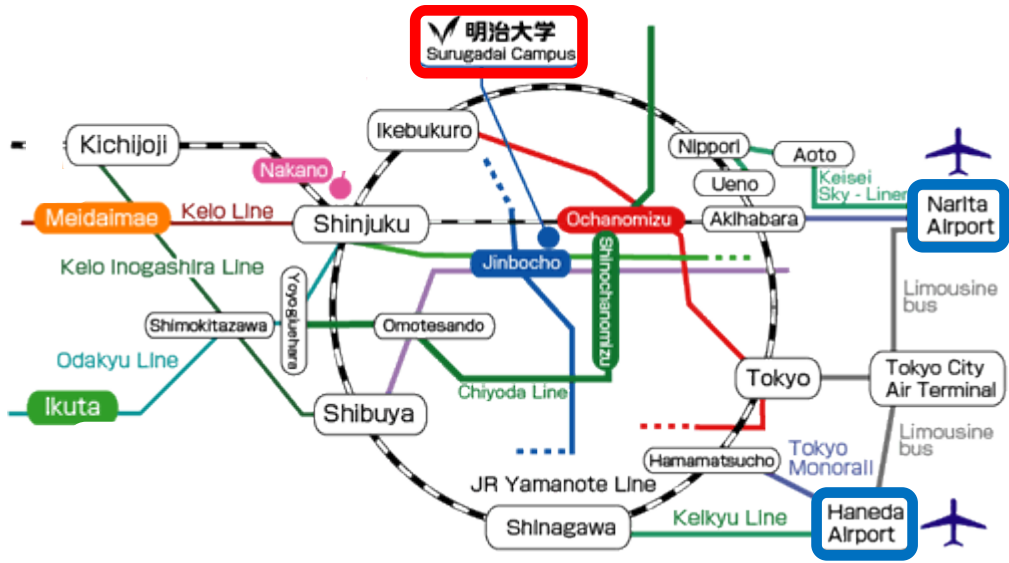 明治大学
Surugadai Campus
Ikebukuro
Kichijoji
Nippori
Aoto
Nakano
Ueno
Keisei
Sky - Liner
Narita
Airport
Meidaimae
Keio Line
Shinjuku
Ochanomizu
Akihabara
Keio Inogashira Line
Jinbocho
Shinochanomizu
Yoyogiuehara
Limousine
bus
Shimokitazawa
Omotesando
Odakyu Line
Chiyoda Line
Tokyo
Tokyo City
Air Terminal
Ikuta
Shibuya
Limousine
bus
Hamamatsucho
Tokyo
Monorail
JR Yamanote Line
Shinagawa
Keikyu Line
Haneda
Airport